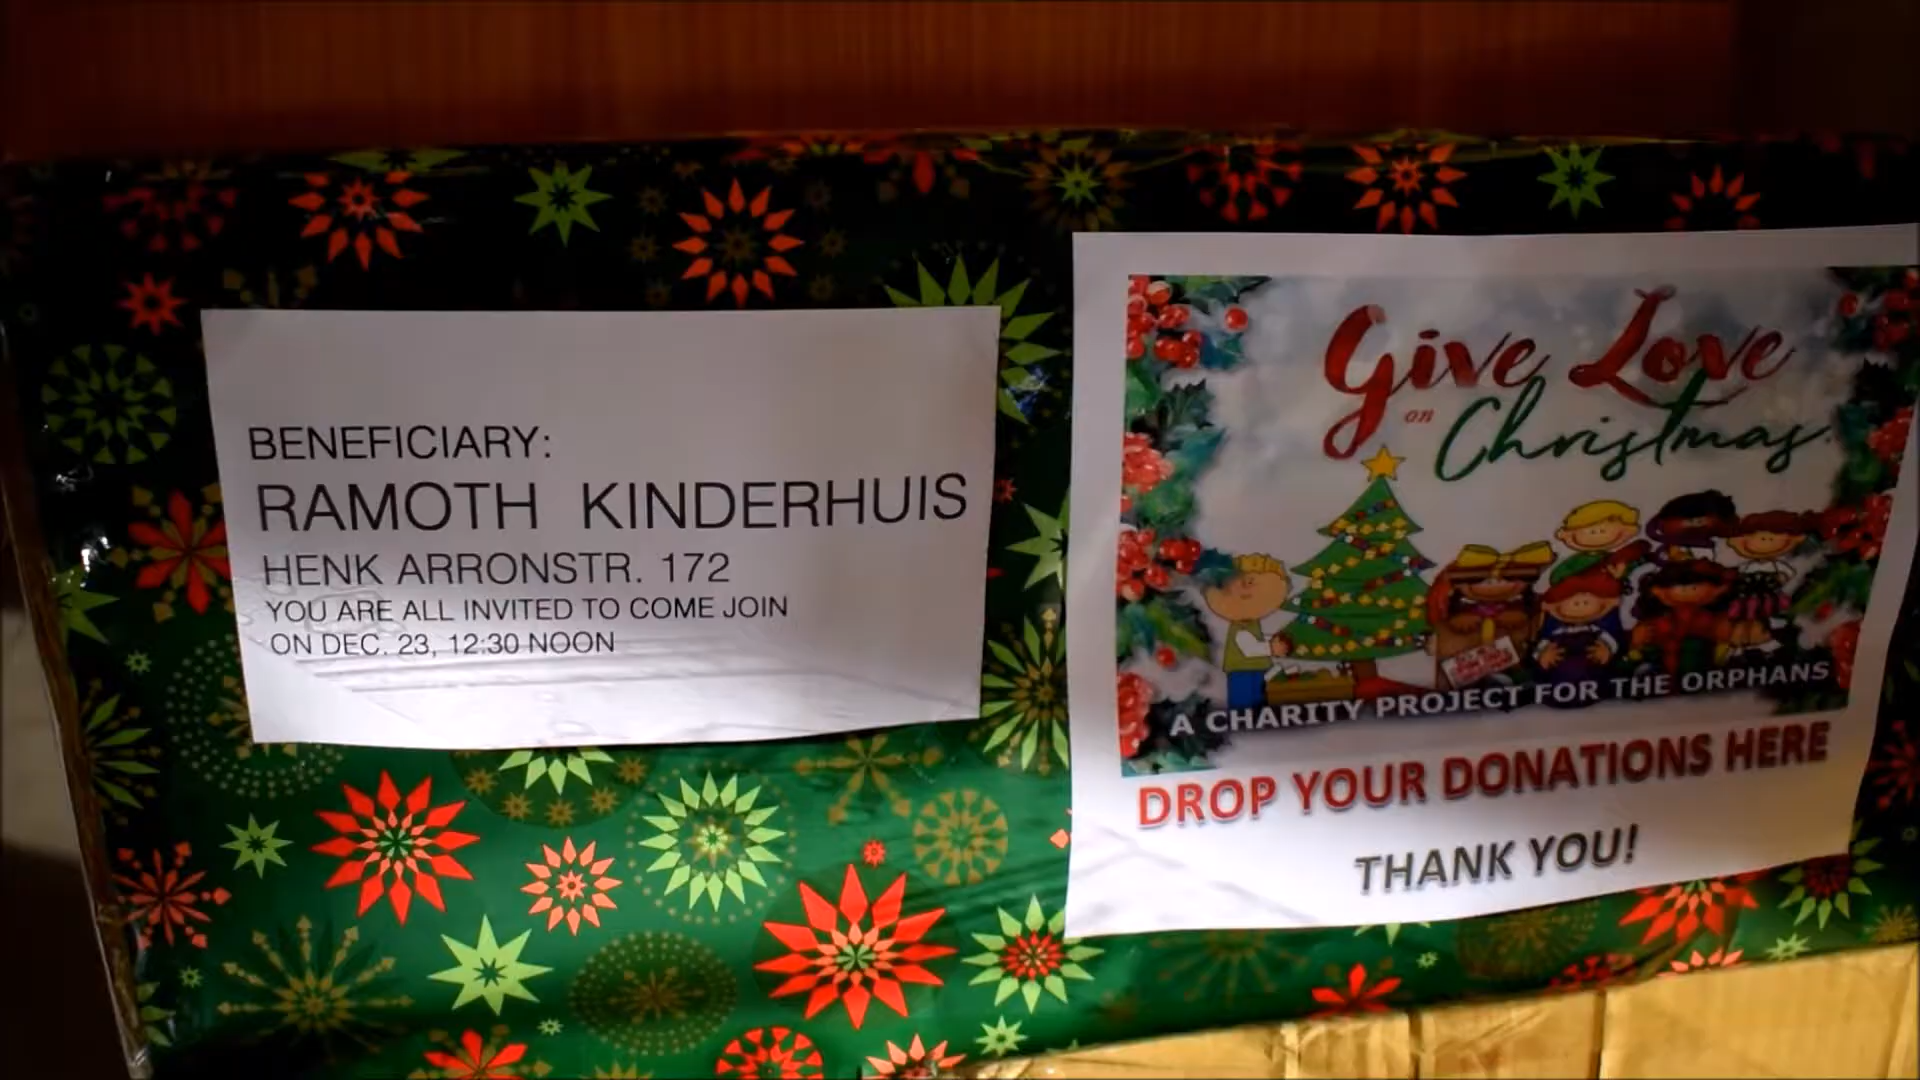 BENEFICIARY:
RAMOTH KINDERHUIS
HENK ARRONSTR. 172
YOU ARE ALL INVITED TO COME JOIN
ON DEC. 23, 12:30 NOON
Give Love
on Christmas
A CHARITY PROJECT FOR THE ORPHANS
DROP YOUR DONATIONS HERE
THANK YOU!